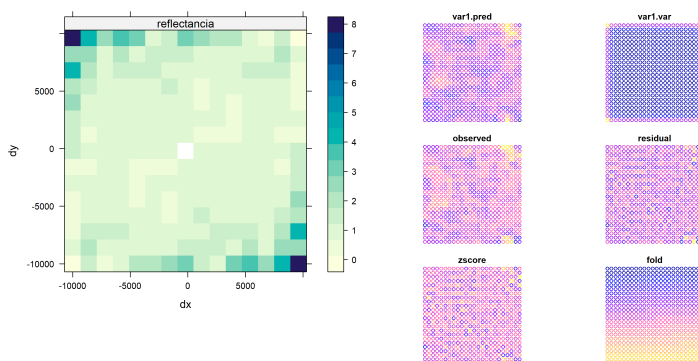 reflectancia
8
7
6
5
4
3
2
1
0
5000
0
-5000
-10000
dy
-10000
-5000
0
5000
dx
var1.pred
var1.var
observed
residual
zscore
fold